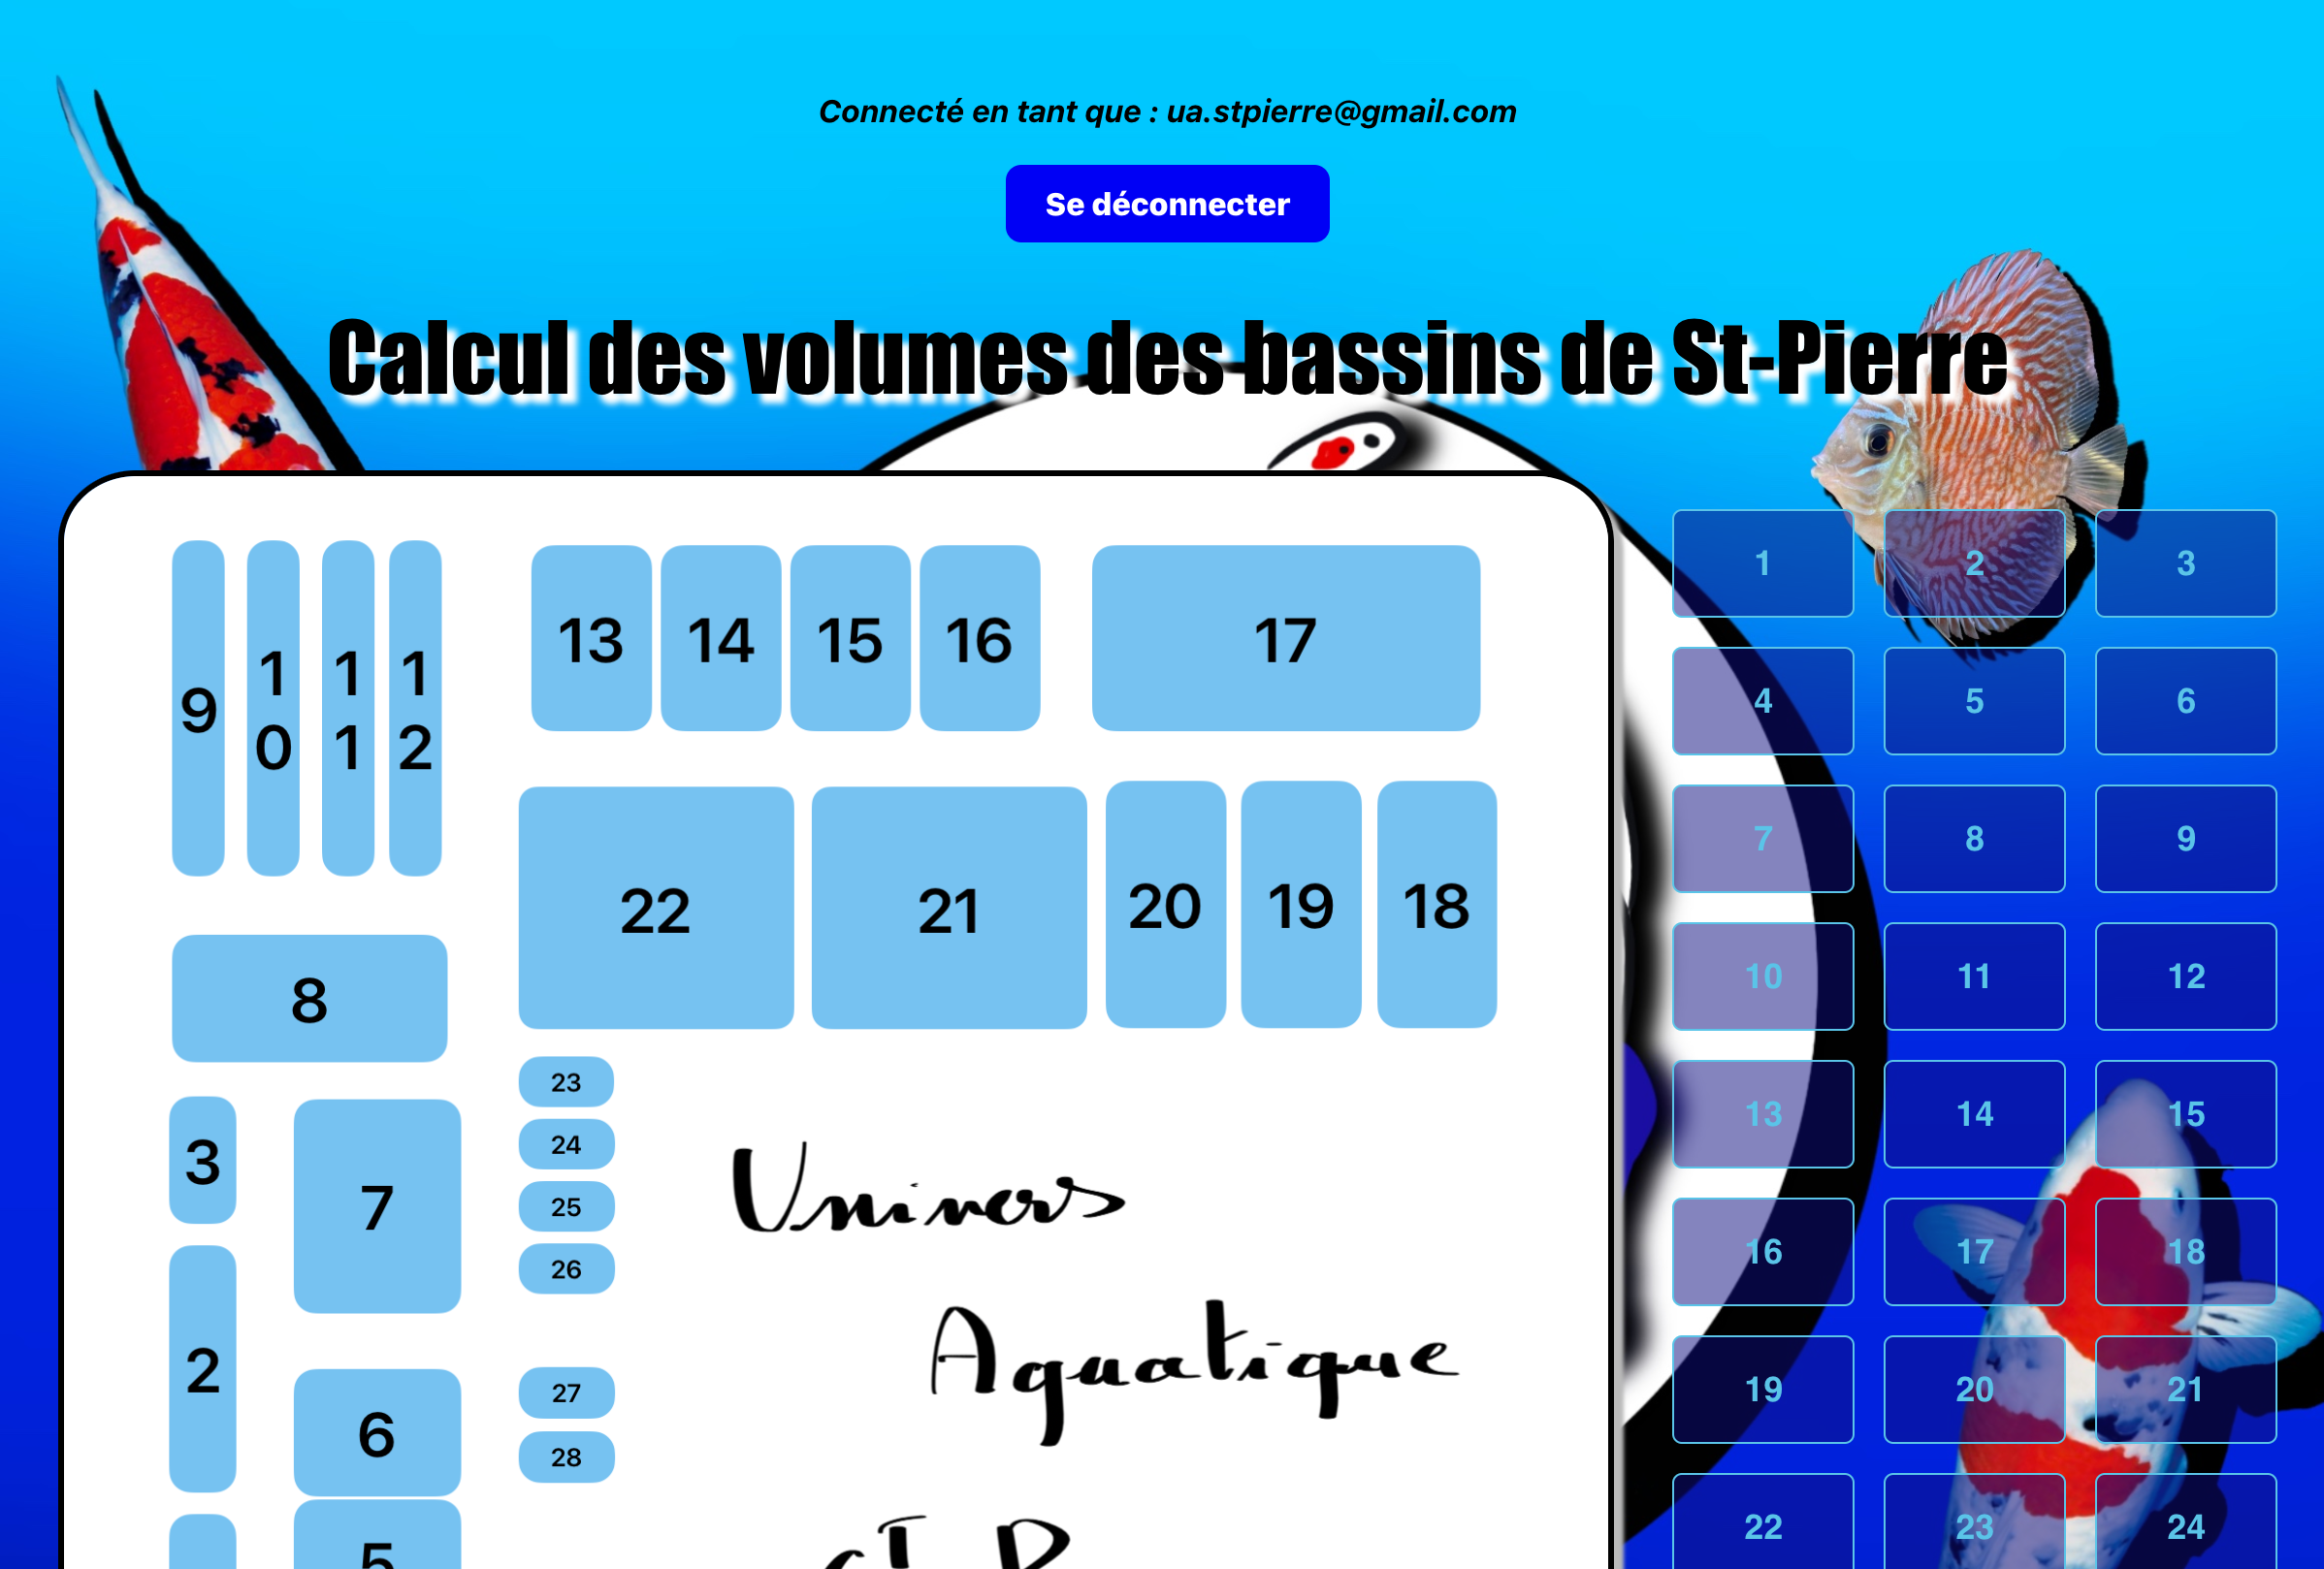 Connecté en tant que : ua.stpierre@gmail.com
Se déconnecter
Calcul des volumes des bassins de St-Pierre
9 10 11 12 13 14 15 16 17
22 21 20 19 18
8
23
24
25
26
3 7
2
27
6
28
5
Univers
Aquatique
ST P
1 2 3
4 5 6
7 8 9
10 11 12
13 14 15
16 17 18
19 20 21
22 23 24